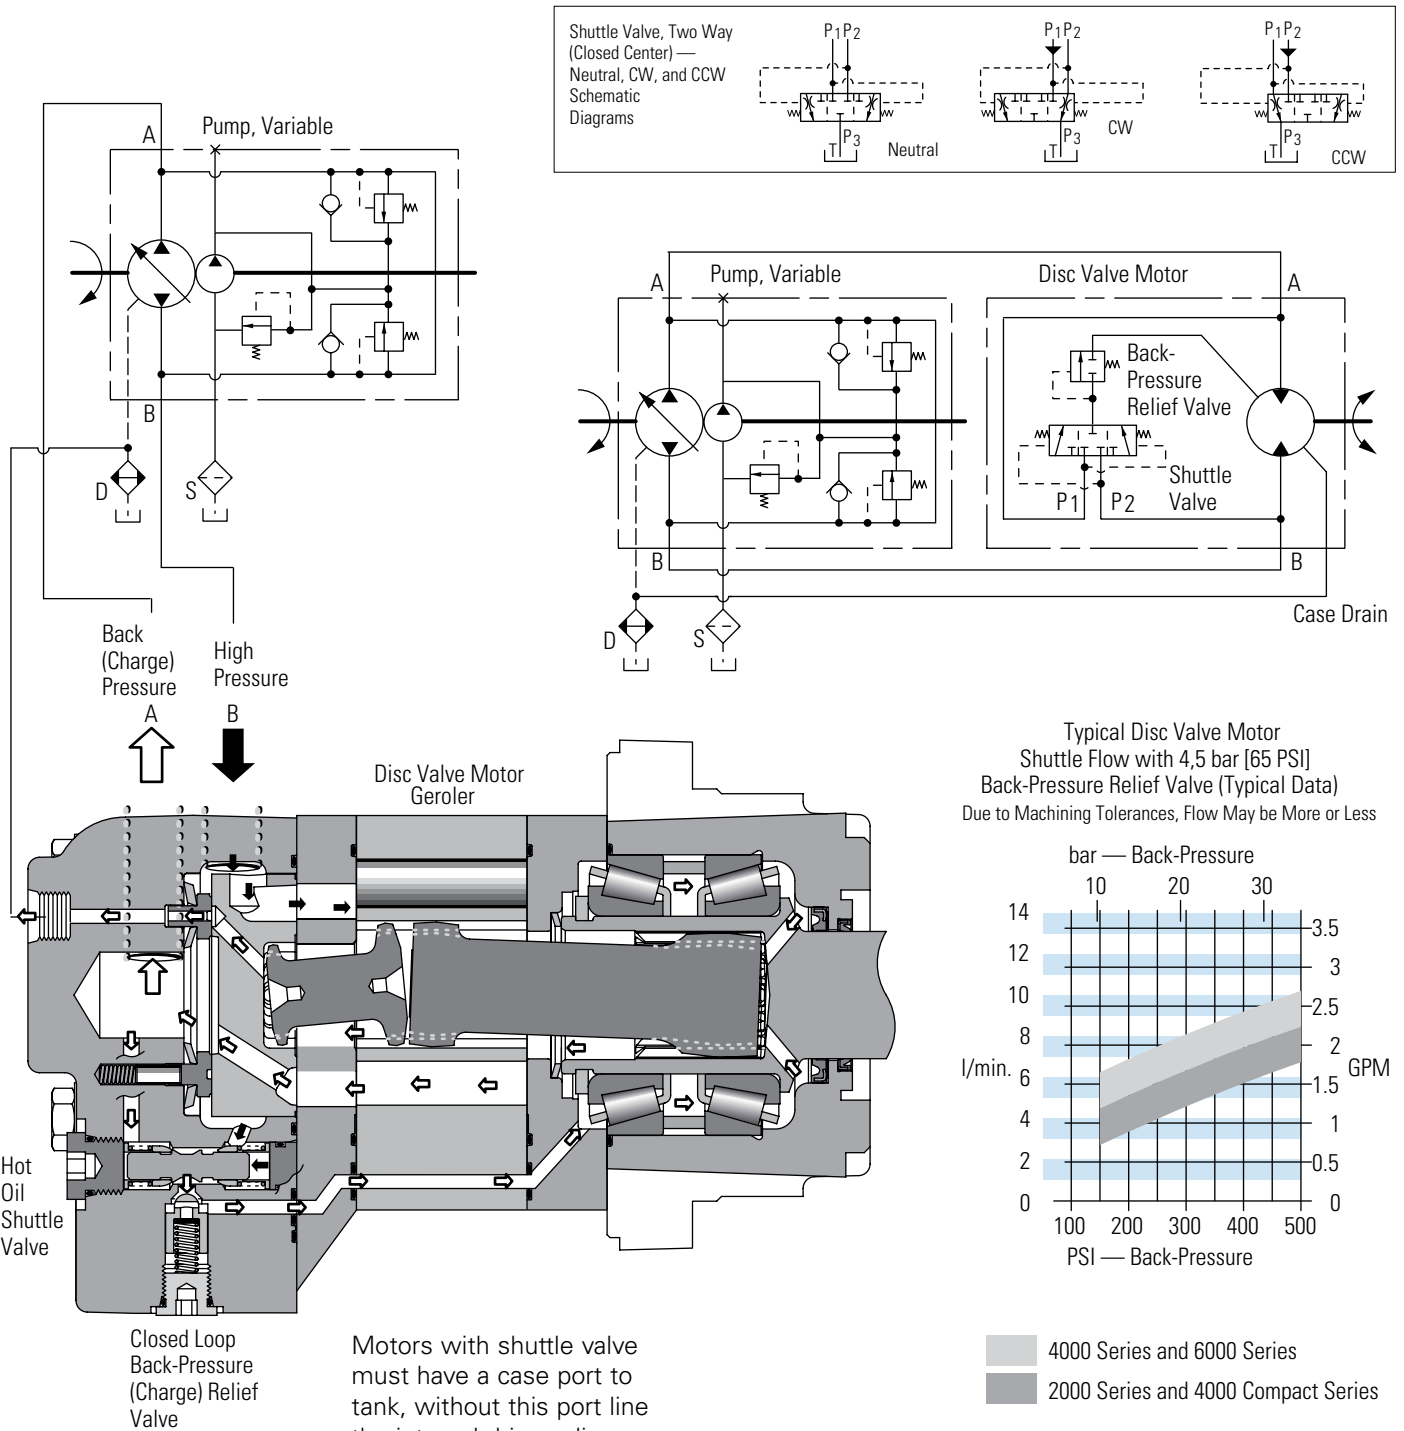 Shuttle Valve, Two Way
(Closed Center) —
Neutral, CW, and CCW
Schematic
Diagrams
P1P2
T
P3
Neutral
P1P2
T
P3
CW
P1P2
T
P3
CCW
A
Pump, Variable
B
D
S
A
Pump, Variable
Disc Valve Motor
A
Back-
Pressure
Relief Valve
Shuttle
Valve
P1
P2
B
B
D
S
Case Drain
Back
(Charge)
Pressure
A
High
Pressure
B
Disc Valve Motor
Geroler
Hot
Oil
Shuttle
Valve
Closed Loop
Back-Pressure
(Charge) Relief
Valve
Motors with shuttle valve
must have a case port to
tank, without this port line
Typical Disc Valve Motor
Shuttle Flow with 4,5 bar [65 PSI]
Back-Pressure Relief Valve (Typical Data)
Due to Machining Tolerances, Flow May be More or Less
bar — Back-Pressure
10 20 30
14
12
10
8
l/min. 6
4
2
0
3.5
3
2.5
2
1.5 GPM
1
0.5
0
100 200 300 400 500
PSI — Back-Pressure
4000 Series and 6000 Series
2000 Series and 4000 Compact Series